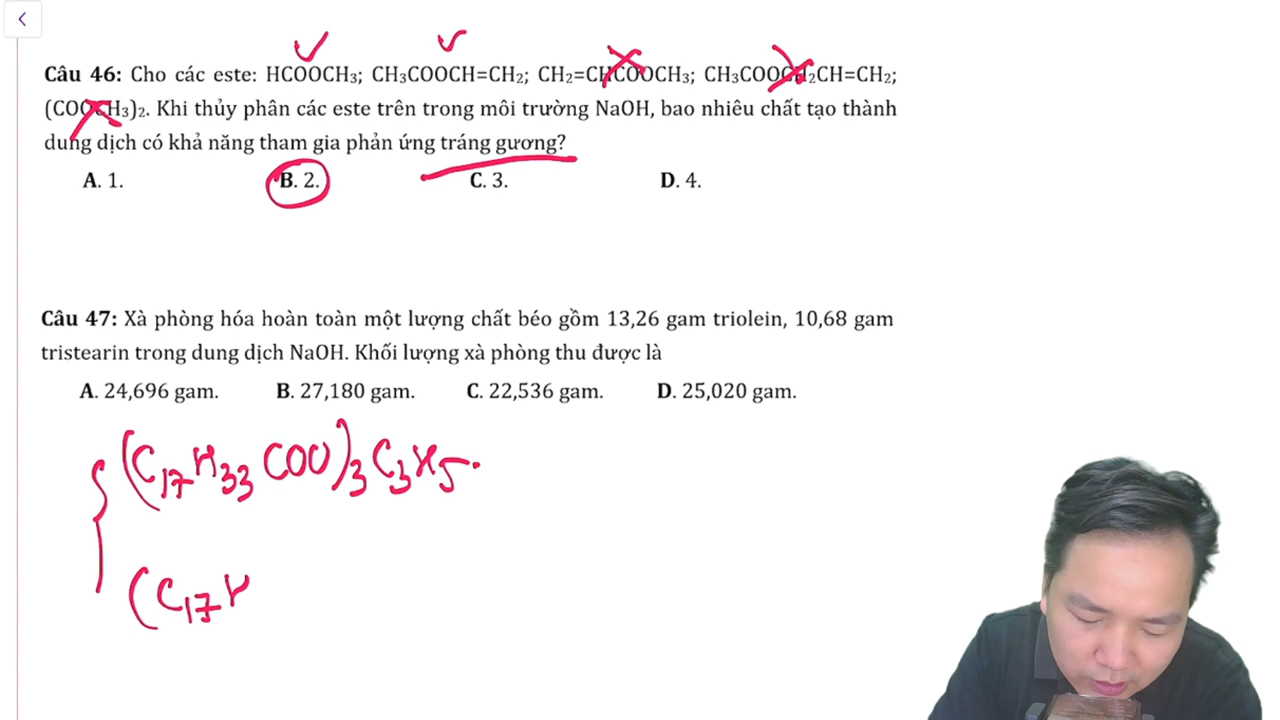 Câu 46: Cho các este: HCOOCH₃; CH₃COOCH=CH₂; CH₂=CHCOOCH₃; CH₃COOCH₂CH=CH₂;
(COOCH₃)₂. Khi thủy phân các este trên trong môi trường NaOH, bao nhiêu chất tạo thành
dung dịch có khả năng tham gia phản ứng tráng gương?
A. 1. B. 2. C. 3. D. 4.
Câu 47: Xà phòng hóa hoàn toàn một lượng chất béo gồm 13,26 gam triolein, 10,68 gam
tristearin trong dung dịch NaOH. Khối lượng xà phòng thu được là
A. 24,696 gam. B. 27,180 gam. C. 22,536 gam. D. 25,020 gam.
(C₁₇H₃₃COO)₃C₃H₅.
(C₁₇H